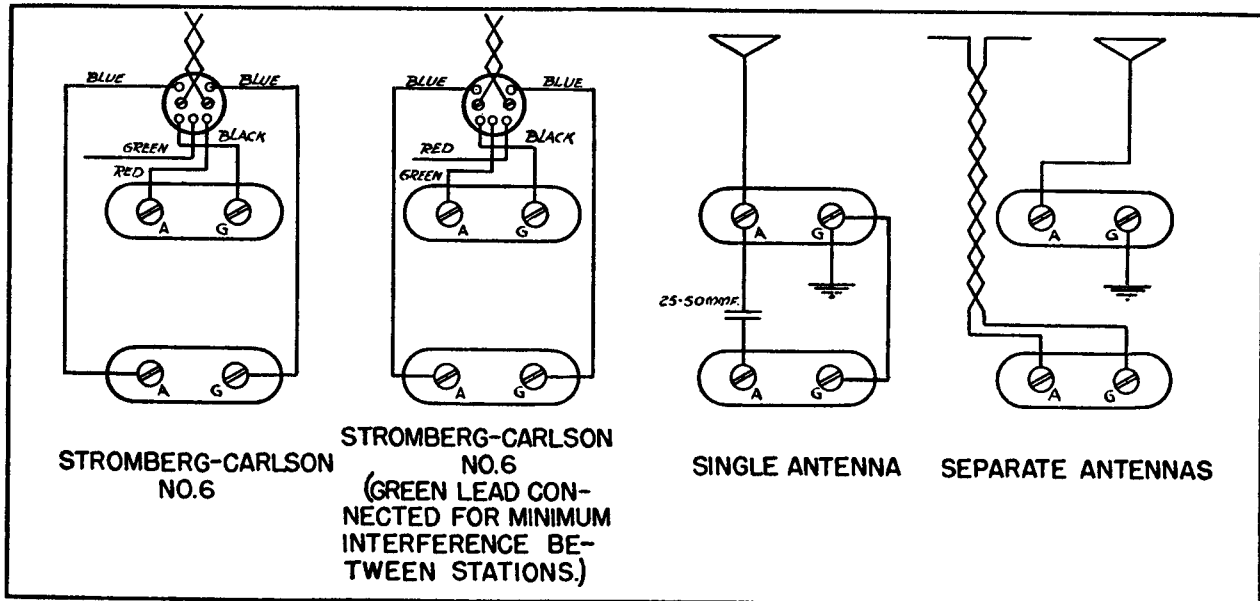 BLUE
BLUE
GREEN
BLACK
RED
A
G
A
G
STROMBERG-CARLSON
NO.6
BLUE
BLUE
RED
BLACK
GREEN
A
G
A
G
STROMBERG-CARLSON
NO.6
(GREEN LEAD CON-
NECTED FOR MINIMUM
INTERFERENCE BE-
TWEEN STATIONS.)
A
G
25-50MMF.
A
G
SINGLE ANTENNA
A
G
A
G
SEPARATE ANTENNAS